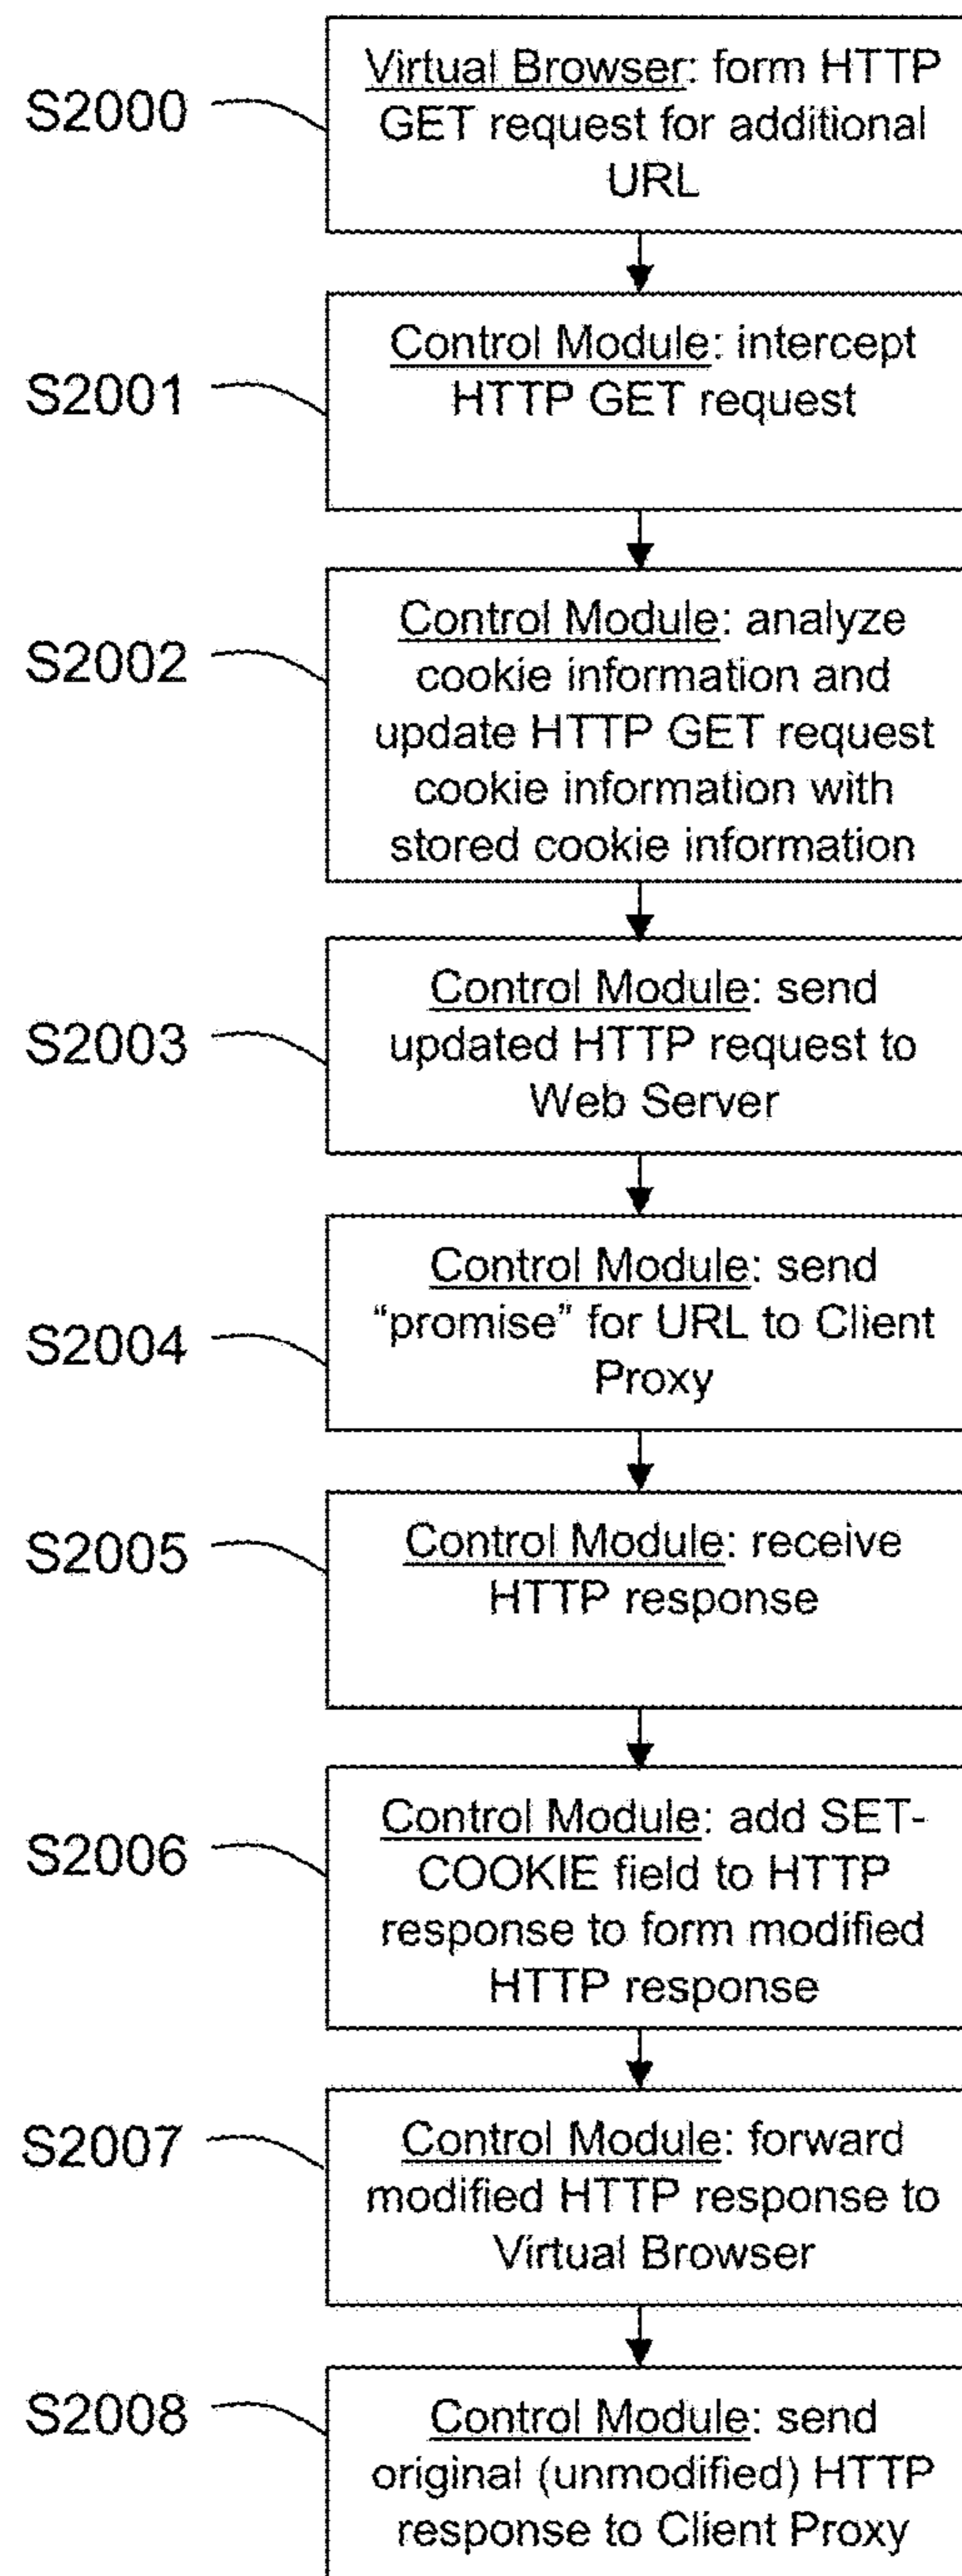 S2000
Virtual Browser: form HTTP
GET request for additional
URL
S2001
Control Module: intercept
HTTP GET request
S2002
Control Module: analyze
cookie information and
update HTTP GET request
cookie information with
stored cookie information
S2003
Control Module: send
updated HTTP request to
Web Server
S2004
Control Module: send
“promise” for URL to Client
Proxy
S2005
Control Module: receive
HTTP response
S2006
Control Module: add SET-
COOKIE field to HTTP
response to form modified
HTTP response
S2007
Control Module: forward
modified HTTP response to
Virtual Browser
S2008
Control Module: send
original (unmodified) HTTP
response to Client Proxy